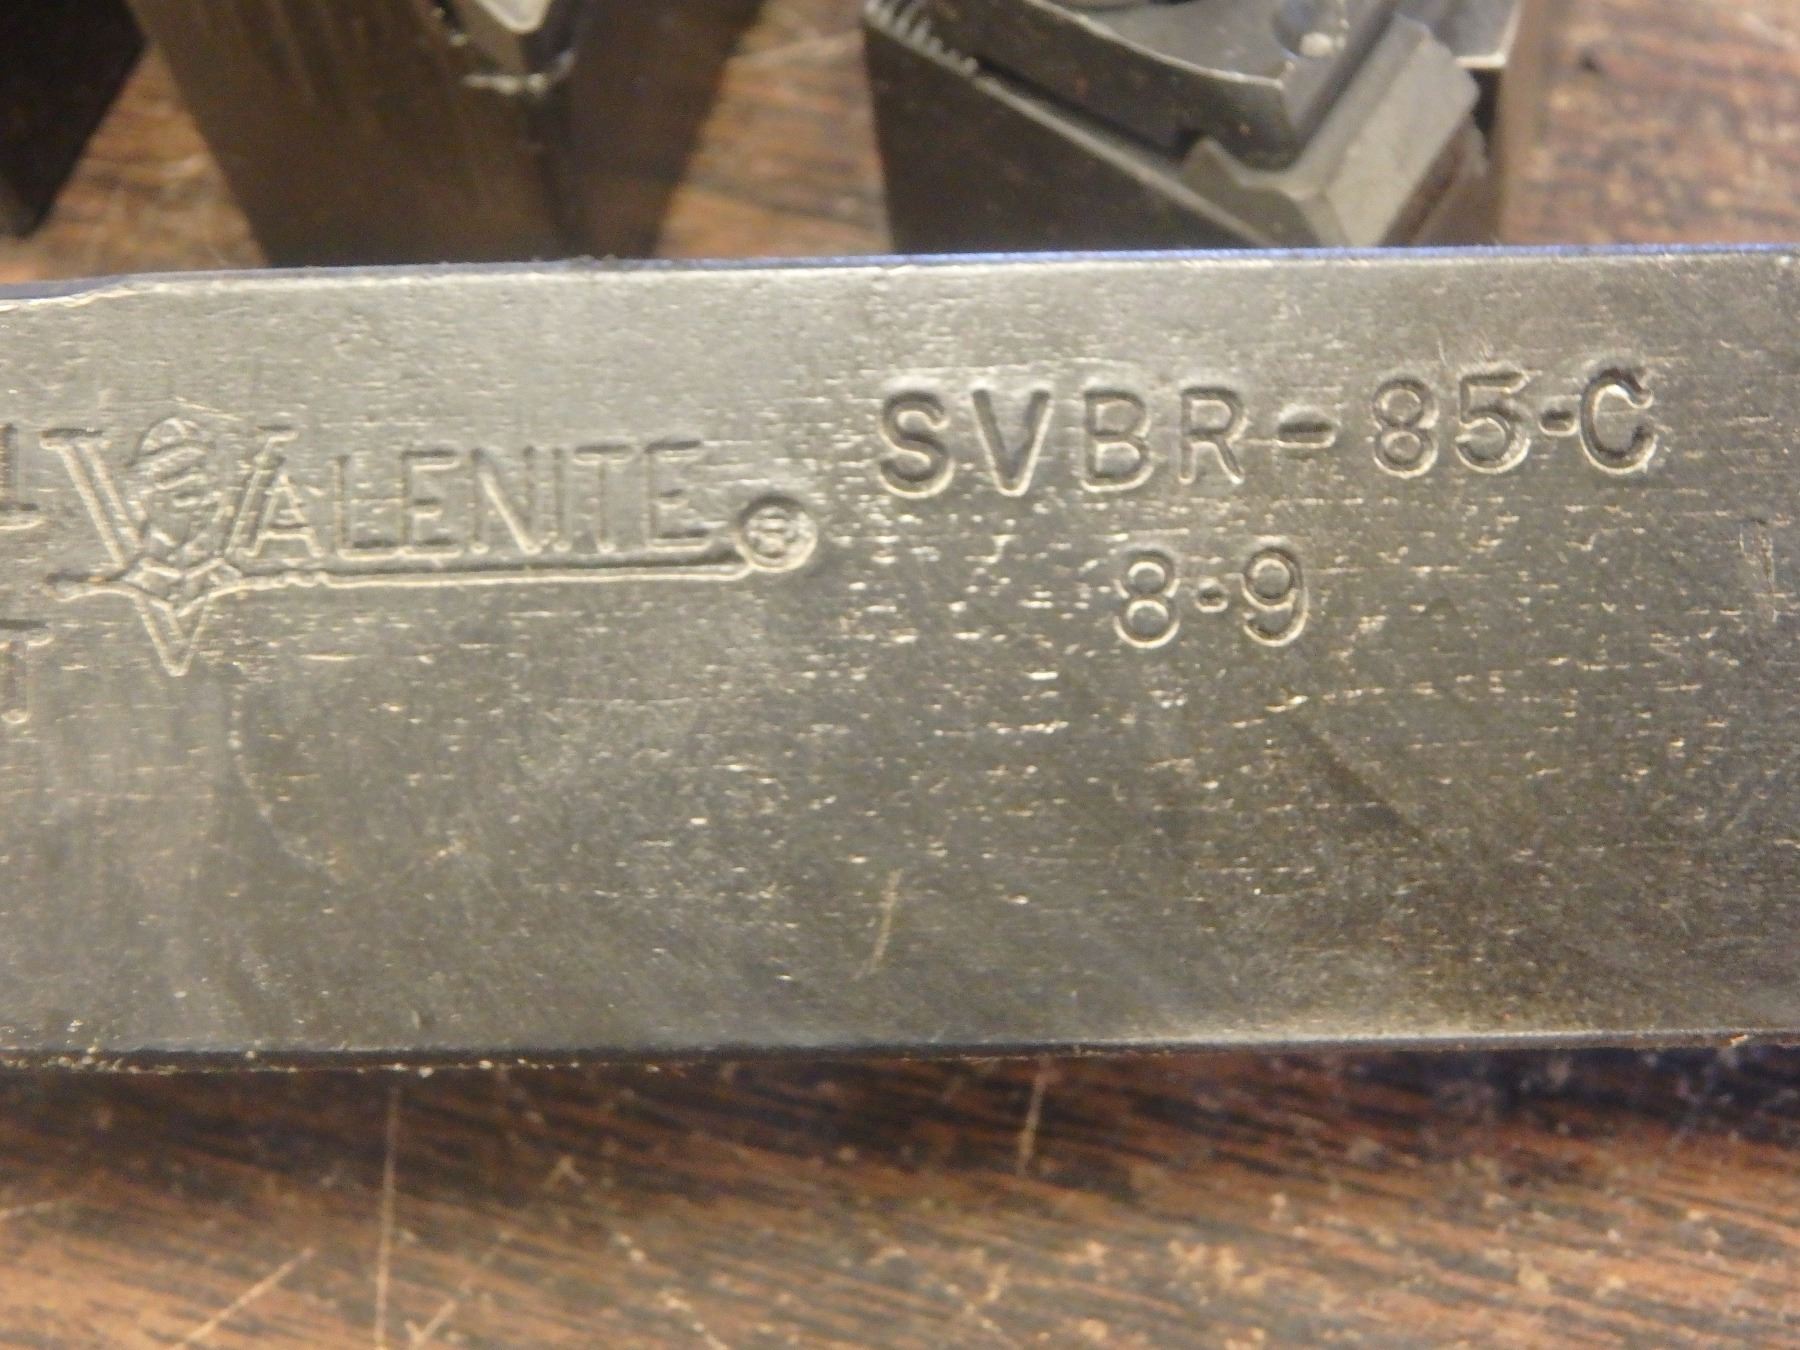 VALENITE ® SVBR-85-C
8-9